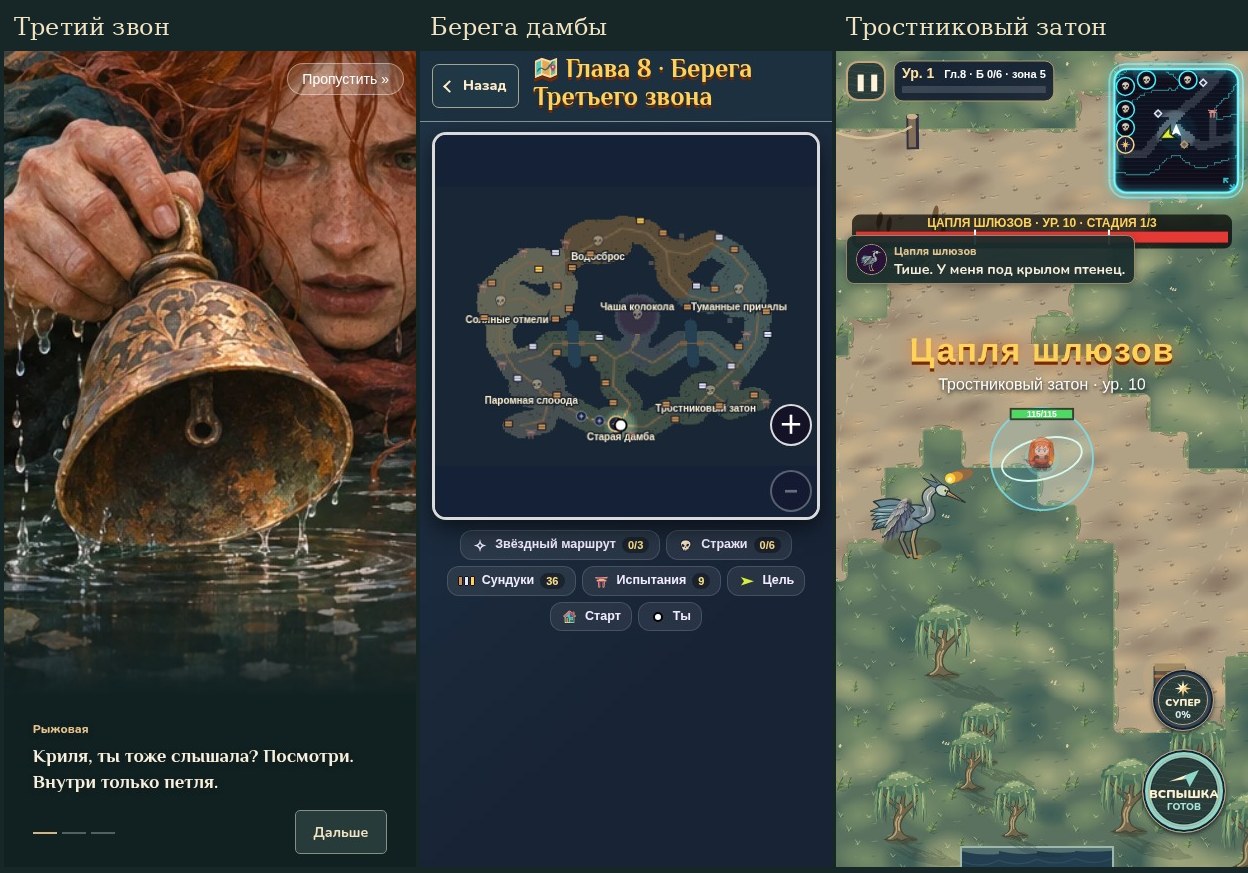 Третий звон
Пропустить »
Рыжовая
Криля, ты тоже слышала? Посмотри.
Внутри только петля.
Дальше
Берега дамбы
Назад
Глава 8 · Берега
Третьего звона
Водосброс
Чаша колокола
Туманные причалы
Соляные отмели
Паромная слобода
Тростниковый затон
Старая дамба
+
−
Звёздный маршрут 0/3
Стражи 0/6
Сундуки 36
Испытания 9
Цель
Старт
Ты
Тростниковый затон
Ур. 1 Гл.8 · Б 0/6 · зона 5
ЦАПЛЯ ШЛЮЗОВ · УР. 10 · СТАДИЯ 1/3
Цапля шлюзов
Тише. У меня под крылом птенец.
Цапля шлюзов
Тростниковый затон · ур. 10
115/115
СУПЕР
0%
ВСПЫШКА
ГОТОВ